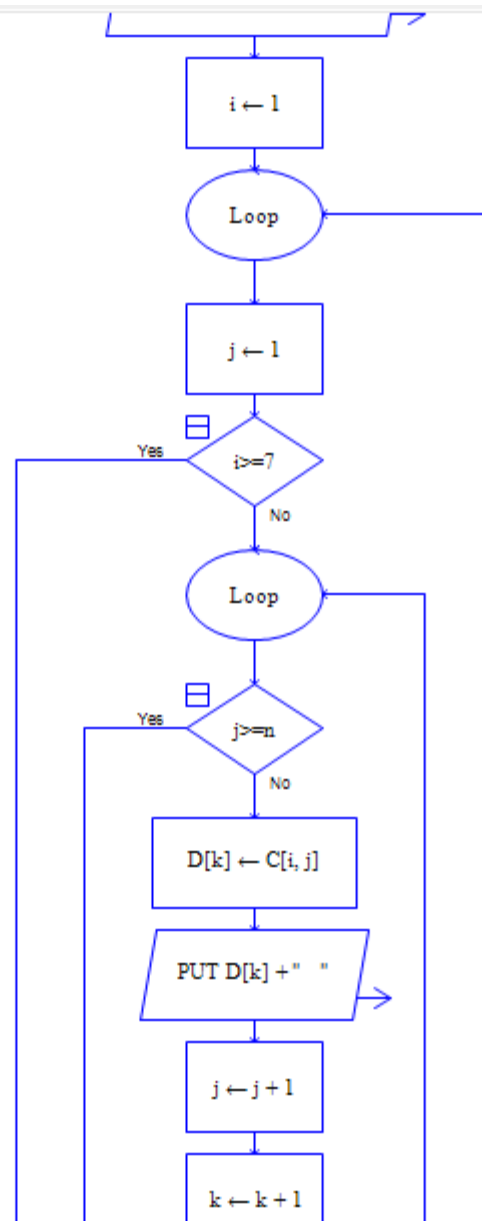 i ← 1
Loop
j ← 1
Yes
i>=7
No
Loop
Yes
j>=n
No
D[k] ← C[i, j]
PUT D[k] +"   "
j ← j + 1
k ← k + 1